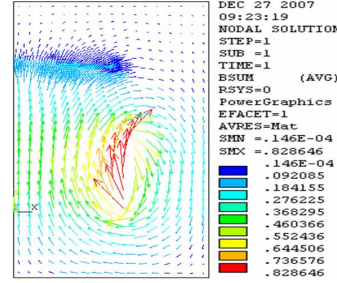 DEC 27 2007
09:23:19
NODAL SOLUTION
STEP=1
SUB =1
TIME=1
BSUM (AVG)
RSYS=0
PowerGraphics
EFACET=1
AVRES=Mat
SMN =.146E-04
SMX =.828646
.146E-04
.092085
.184155
.276225
.368295
.460366
.552436
.644506
.736576
.828646
X